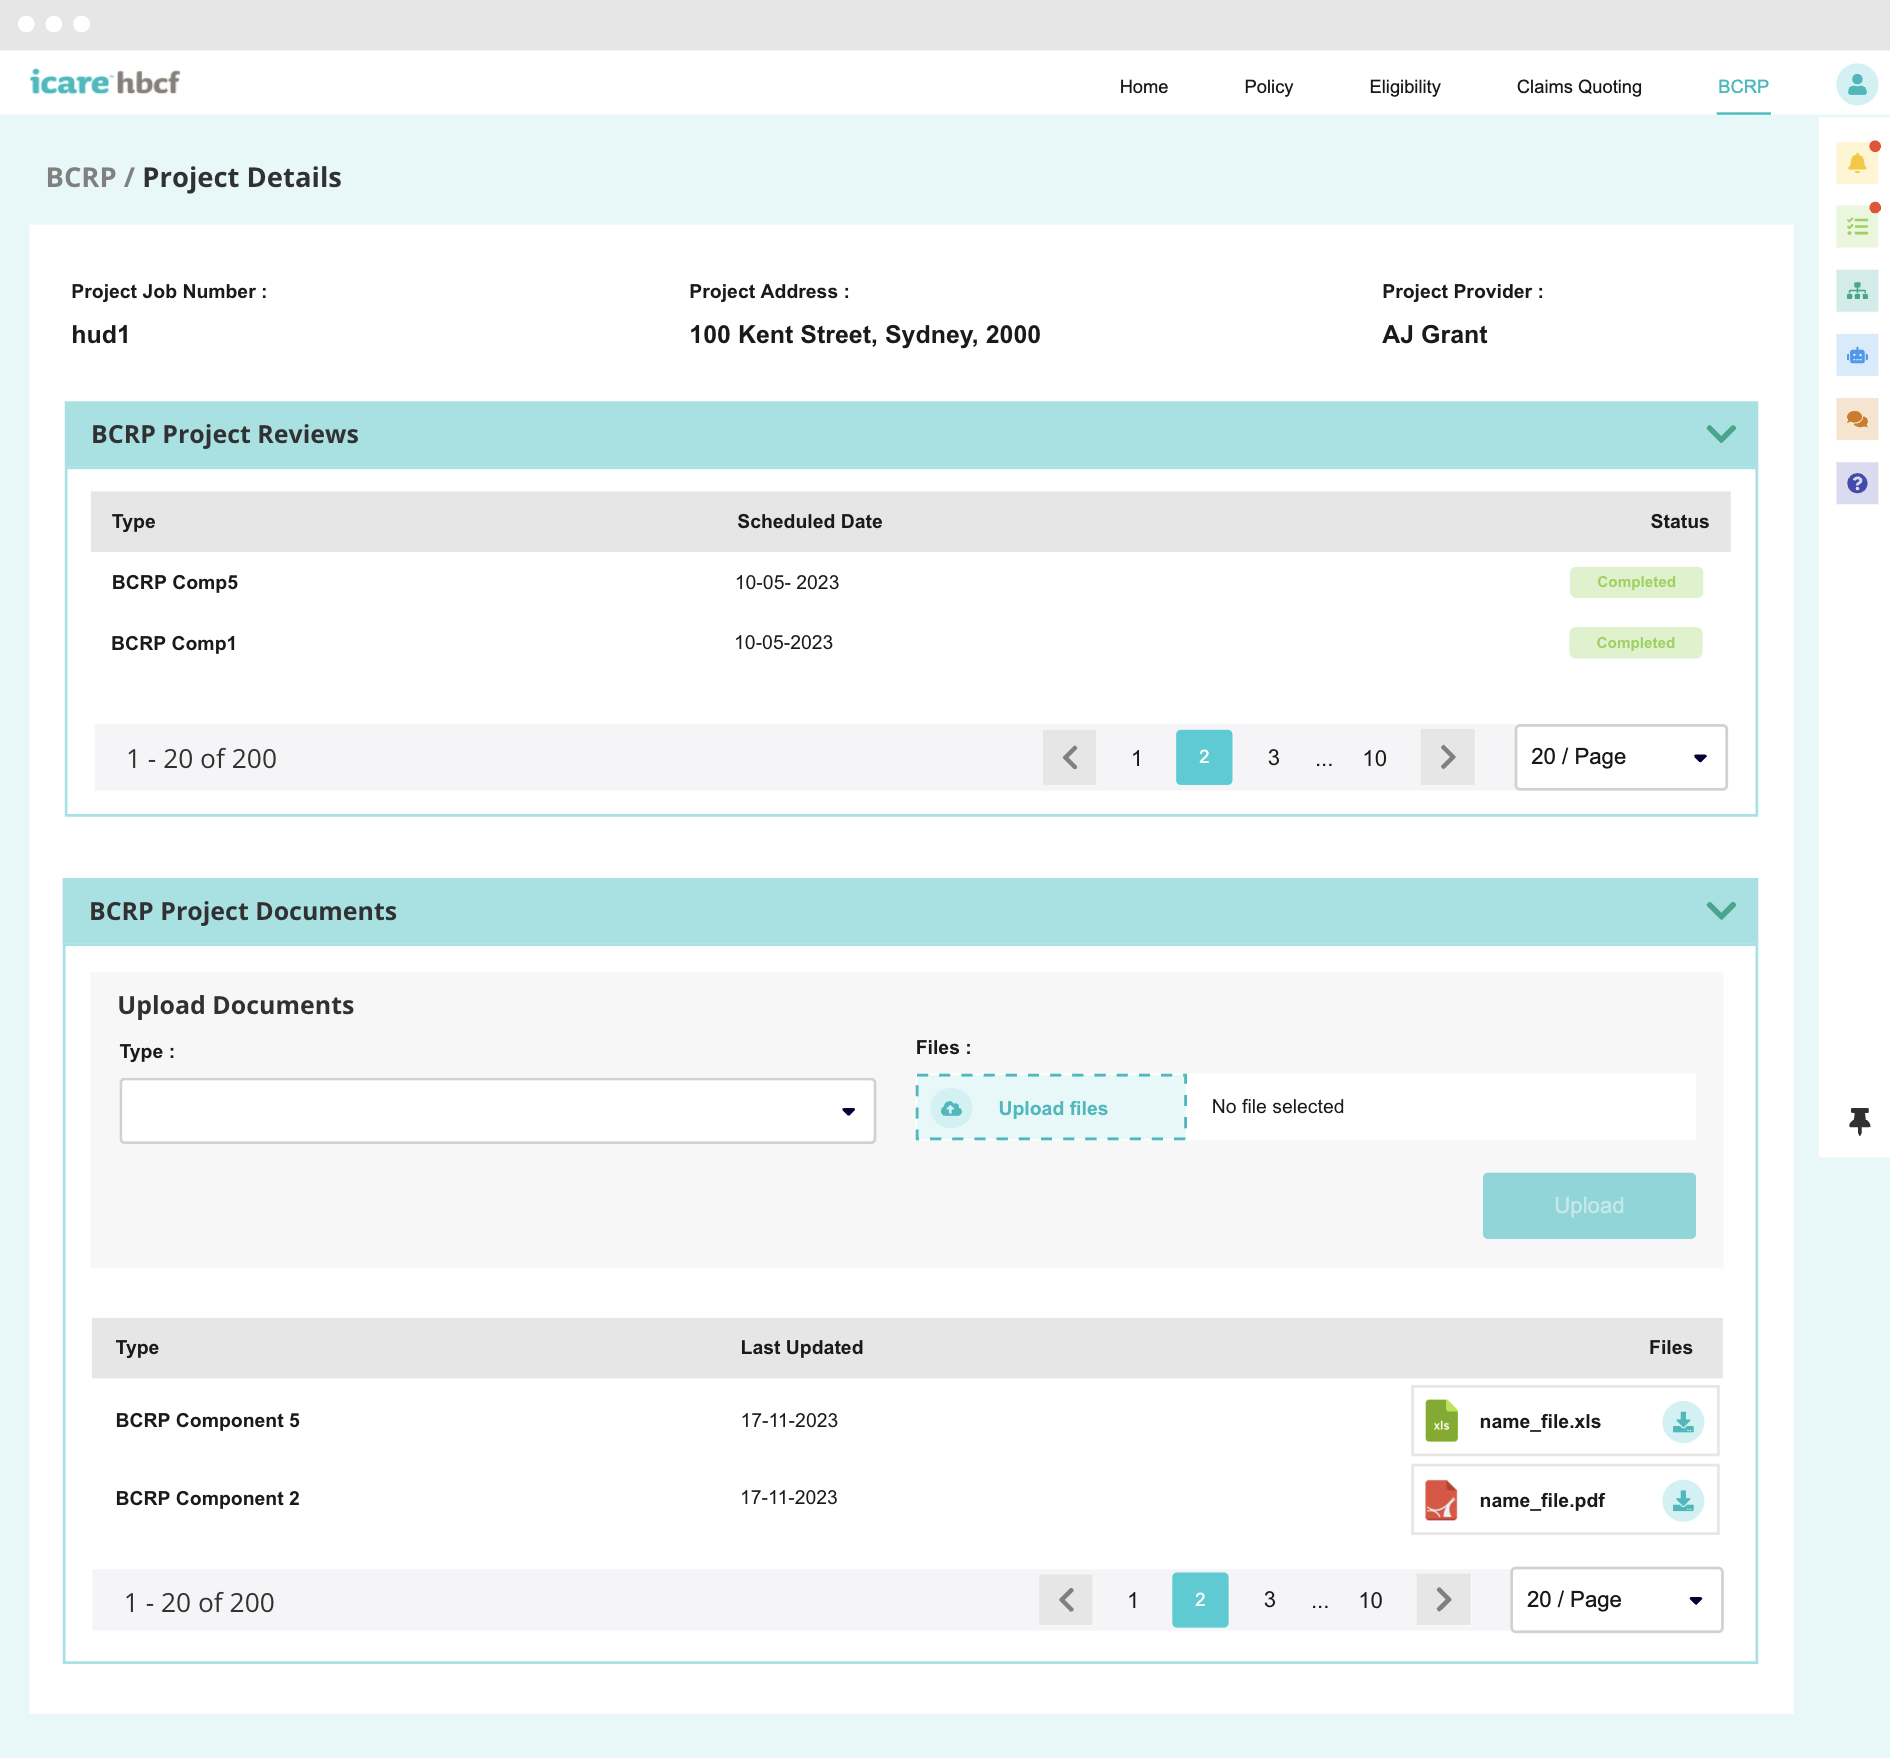 icare™ hbcf
Home Policy Eligibility Claims Quoting BCRP
BCRP / Project Details
Project Job Number : Project Address : Project Provider :
hud1 100 Kent Street, Sydney, 2000 AJ Grant
BCRP Project Reviews
Type Scheduled Date Status
BCRP Comp5 10-05- 2023 Completed
BCRP Comp1 10-05-2023 Completed
1 - 20 of 200 1 2 3 ... 10 20 / Page
BCRP Project Documents
Upload Documents
Type : Files :
Upload files No file selected
Upload
Type Last Updated Files
BCRP Component 5 17-11-2023 xls name_file.xls
BCRP Component 2 17-11-2023 name_file.pdf
1 - 20 of 200 1 2 3 ... 10 20 / Page